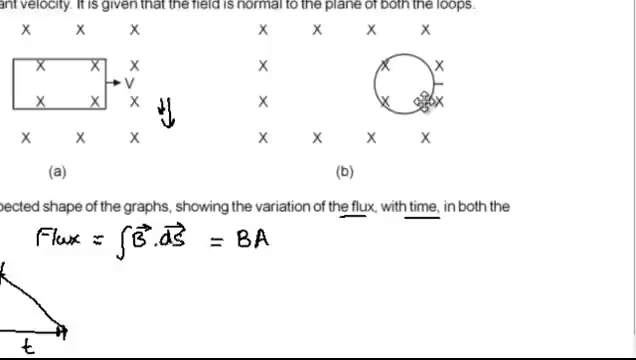 ant velocity. It is given that the field is normal to the plane of both the loops.
X X X X X X X
X X X X X X
V
X X X X X X
X X X X X X X
(a) (b)
pected shape of the graphs, showing the variation of the flux, with time, in both the
Flux = ∫B⃗.ds⃗ = BA
t